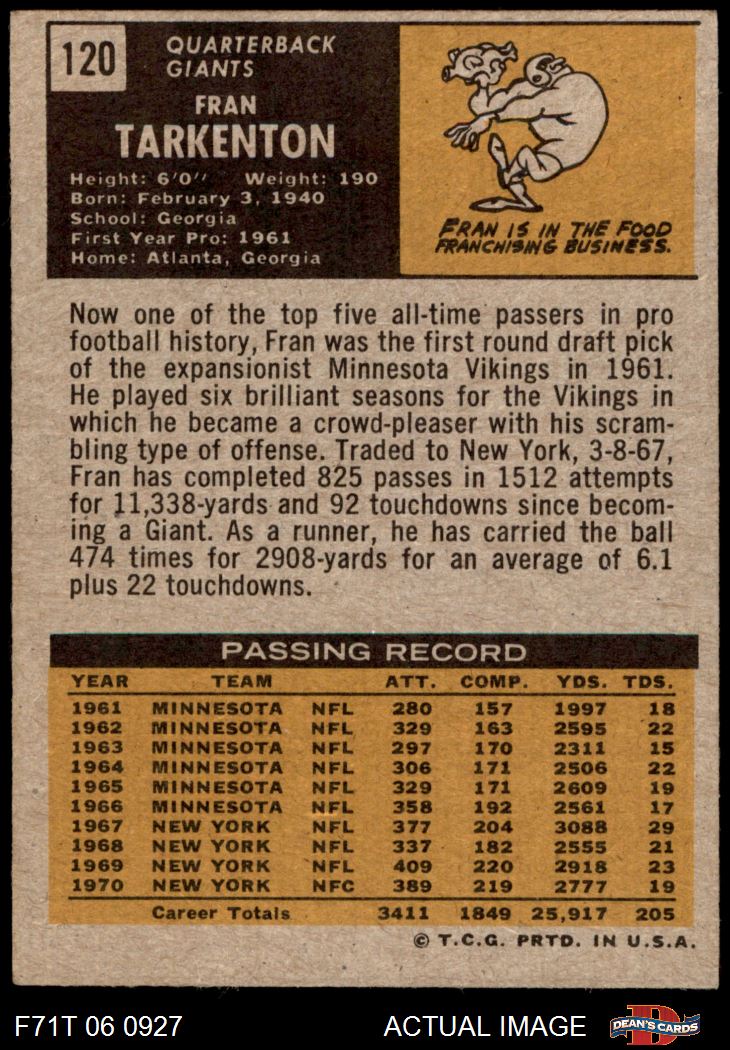 120
QUARTERBACK
GIANTS
FRAN
TARKENTON
Height: 6'0" Weight: 190
Born: February 3, 1940
School: Georgia
First Year Pro: 1961
Home: Atlanta, Georgia
FRAN IS IN THE FOOD
FRANCHISING BUSINESS.
Now one of the top five all-time passers in pro
football history, Fran was the first round draft pick
of the expansionist Minnesota Vikings in 1961.
He played six brilliant seasons for the Vikings in
which he became a crowd-pleaser with his scram-
bling type of offense. Traded to New York, 3-8-67,
Fran has completed 825 passes in 1512 attempts
for 11,338-yards and 92 touchdowns since becom-
ing a Giant. As a runner, he has carried the ball
474 times for 2908-yards for an average of 6.1
plus 22 touchdowns.
PASSING RECORD
YEAR TEAM ATT. COMP. YDS. TDS.
1961 MINNESOTA NFL 280 157 1997 18
1962 MINNESOTA NFL 329 163 2595 22
1963 MINNESOTA NFL 297 170 2311 15
1964 MINNESOTA NFL 306 171 2506 22
1965 MINNESOTA NFL 329 171 2609 19
1966 MINNESOTA NFL 358 192 2561 17
1967 NEW YORK NFL 377 204 3088 29
1968 NEW YORK NFL 337 182 2555 21
1969 NEW YORK NFL 409 220 2918 23
1970 NEW YORK NFC 389 219 2777 19
Career Totals 3411 1849 25,917 205
© T.C.G. PRTD. IN U.S.A.
F71T 06 0927 ACTUAL IMAGE D DEAN'S CARDS